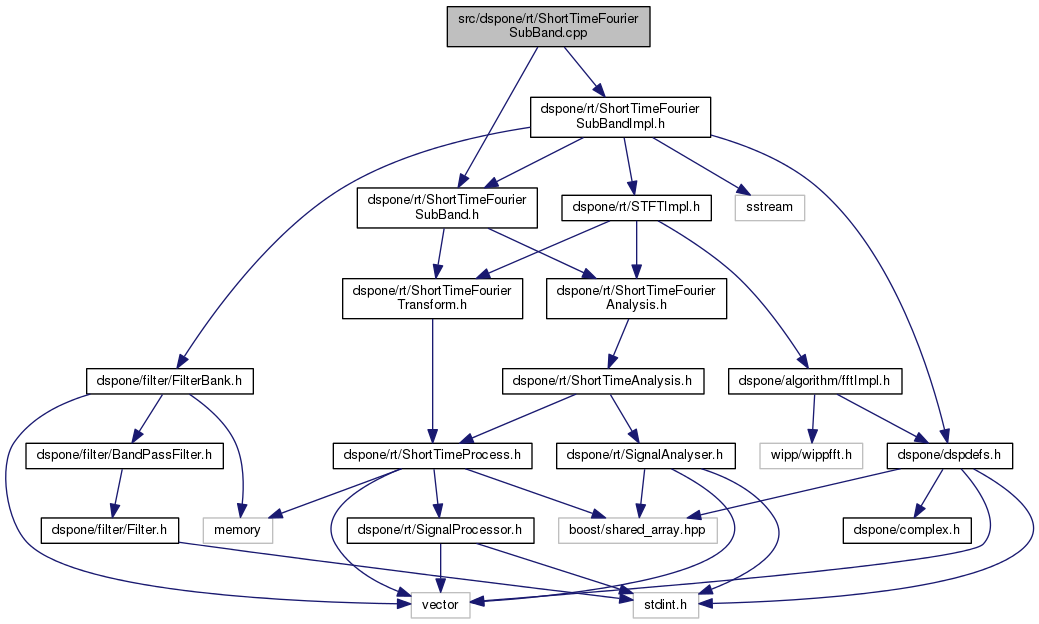 src/dspone/rt/ShortTimeFourier
SubBand.cpp
dspone/rt/ShortTimeFourier
SubBandImpl.h
dspone/rt/ShortTimeFourier
SubBand.h
dspone/rt/STFTImpl.h
sstream
dspone/rt/ShortTimeFourier
Transform.h
dspone/rt/ShortTimeFourier
Analysis.h
dspone/filter/FilterBank.h
dspone/rt/ShortTimeAnalysis.h
dspone/algorithm/fftImpl.h
dspone/filter/BandPassFilter.h
dspone/rt/ShortTimeProcess.h
dspone/rt/SignalAnalyser.h
wipp/wippfft.h
dspone/dspdefs.h
dspone/filter/Filter.h
memory
dspone/rt/SignalProcessor.h
boost/shared_array.hpp
dspone/complex.h
vector
stdint.h